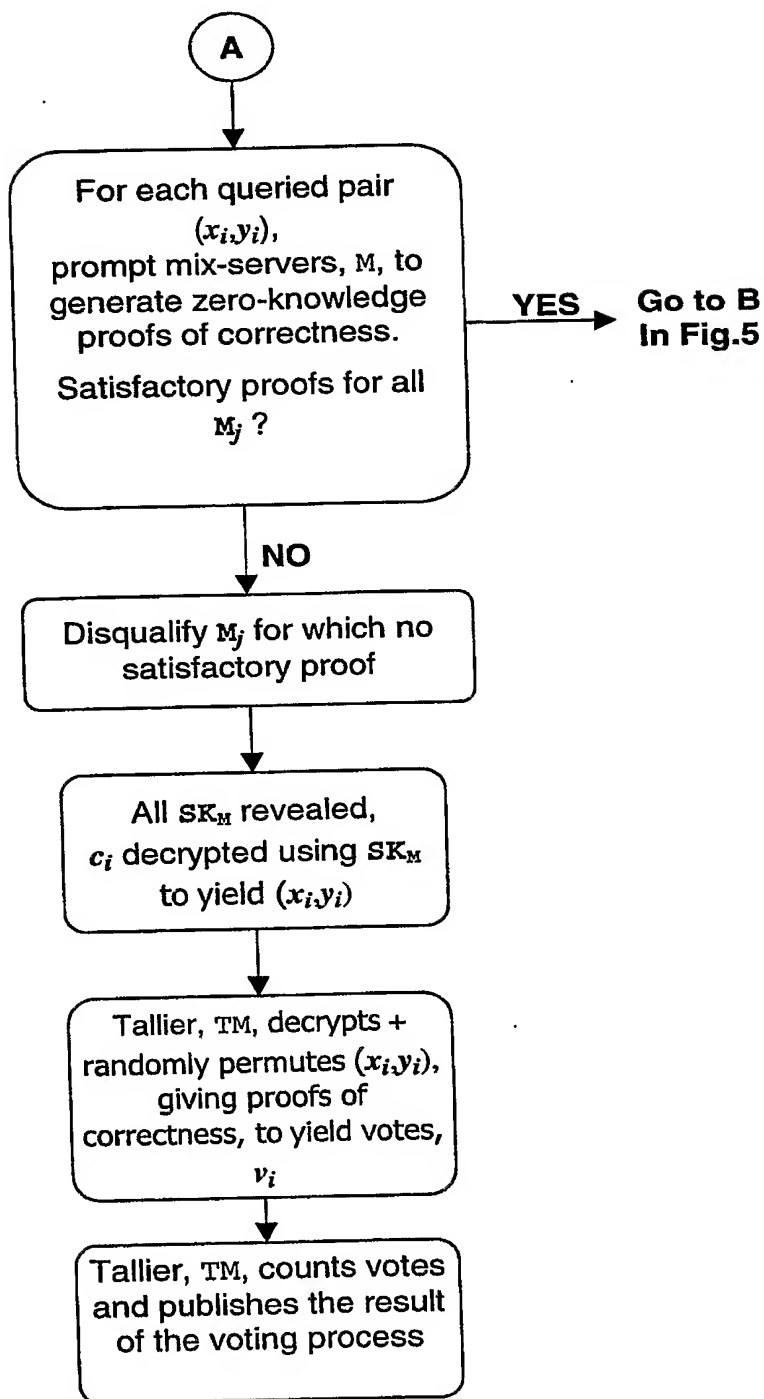 A
For each queried pair
(xi,yi),
prompt mix-servers, M, to
generate zero-knowledge
proofs of correctness.
Satisfactory proofs for all
Mj ?
YES
Go to B
In Fig.5
NO
Disqualify Mj for which no
satisfactory proof
All SKM revealed,
ci decrypted using SKM
to yield (xi,yi)
Tallier, TM, decrypts +
randomly permutes (xi,yi),
giving proofs of
correctness, to yield votes,
vi
Tallier, TM, counts votes
and publishes the result
of the voting process